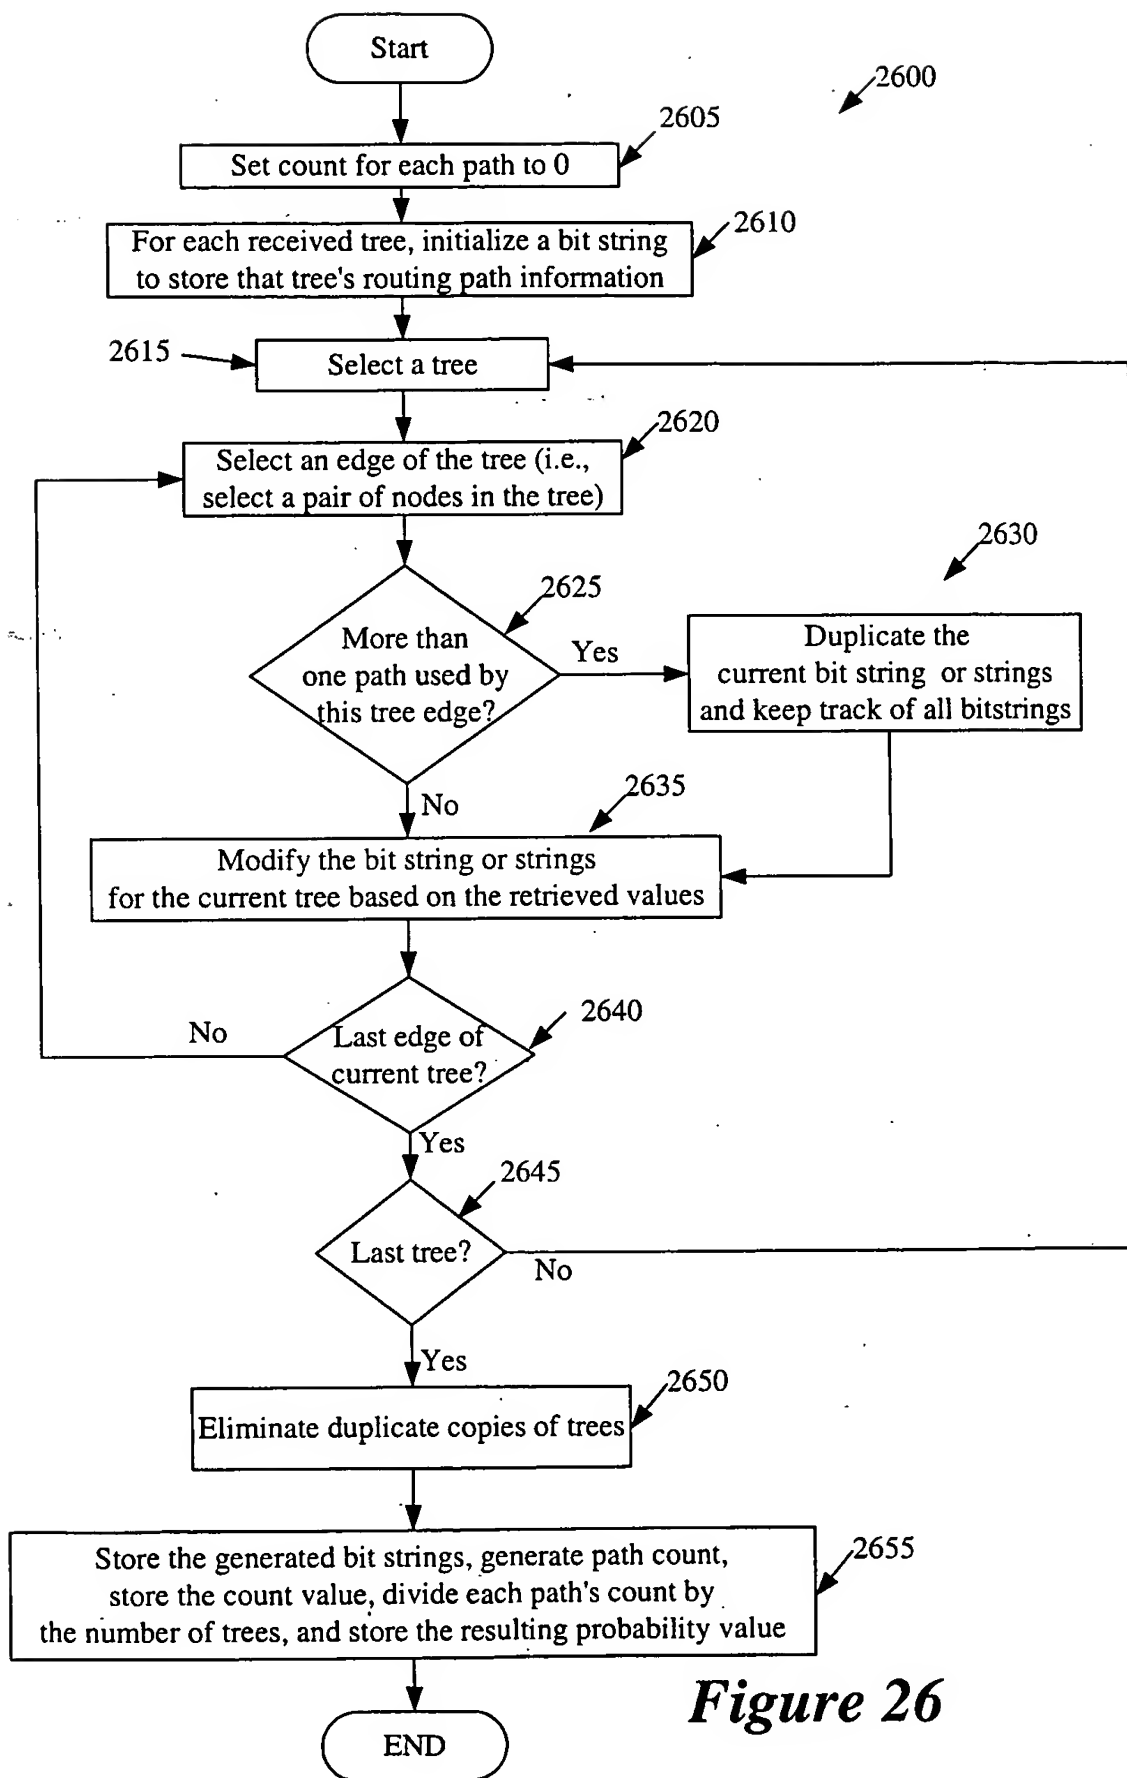 Start
2600
2605
Set count for each path to 0
2610
For each received tree, initialize a bit string
to store that tree's routing path information
2615
Select a tree
2620
Select an edge of the tree (i.e.,
select a pair of nodes in the tree)
2630
2625
More than
one path used by
this tree edge?
Yes
Duplicate the
current bit string or strings
and keep track of all bitstrings
No
2635
Modify the bit string or strings
for the current tree based on the retrieved values
2640
No
Last edge of
current tree?
Yes
2645
Last tree?
No
Yes
2650
Eliminate duplicate copies of trees
2655
Store the generated bit strings, generate path count,
store the count value, divide each path's count by
the number of trees, and store the resulting probability value
Figure 26
END